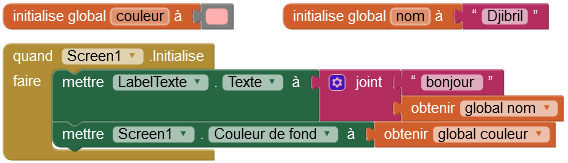 initialise global couleur à
initialise global nom à " Djibril "
quand Screen1 .Initialise
faire mettre LabelTexte . Texte à joint " bonjour "
obtenir global nom
mettre Screen1 . Couleur de fond à obtenir global couleur